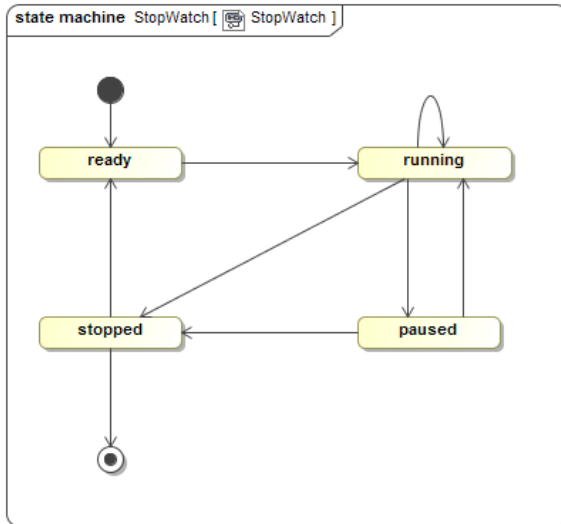 state machine StopWatch [ StopWatch ]
ready
running
stopped
paused